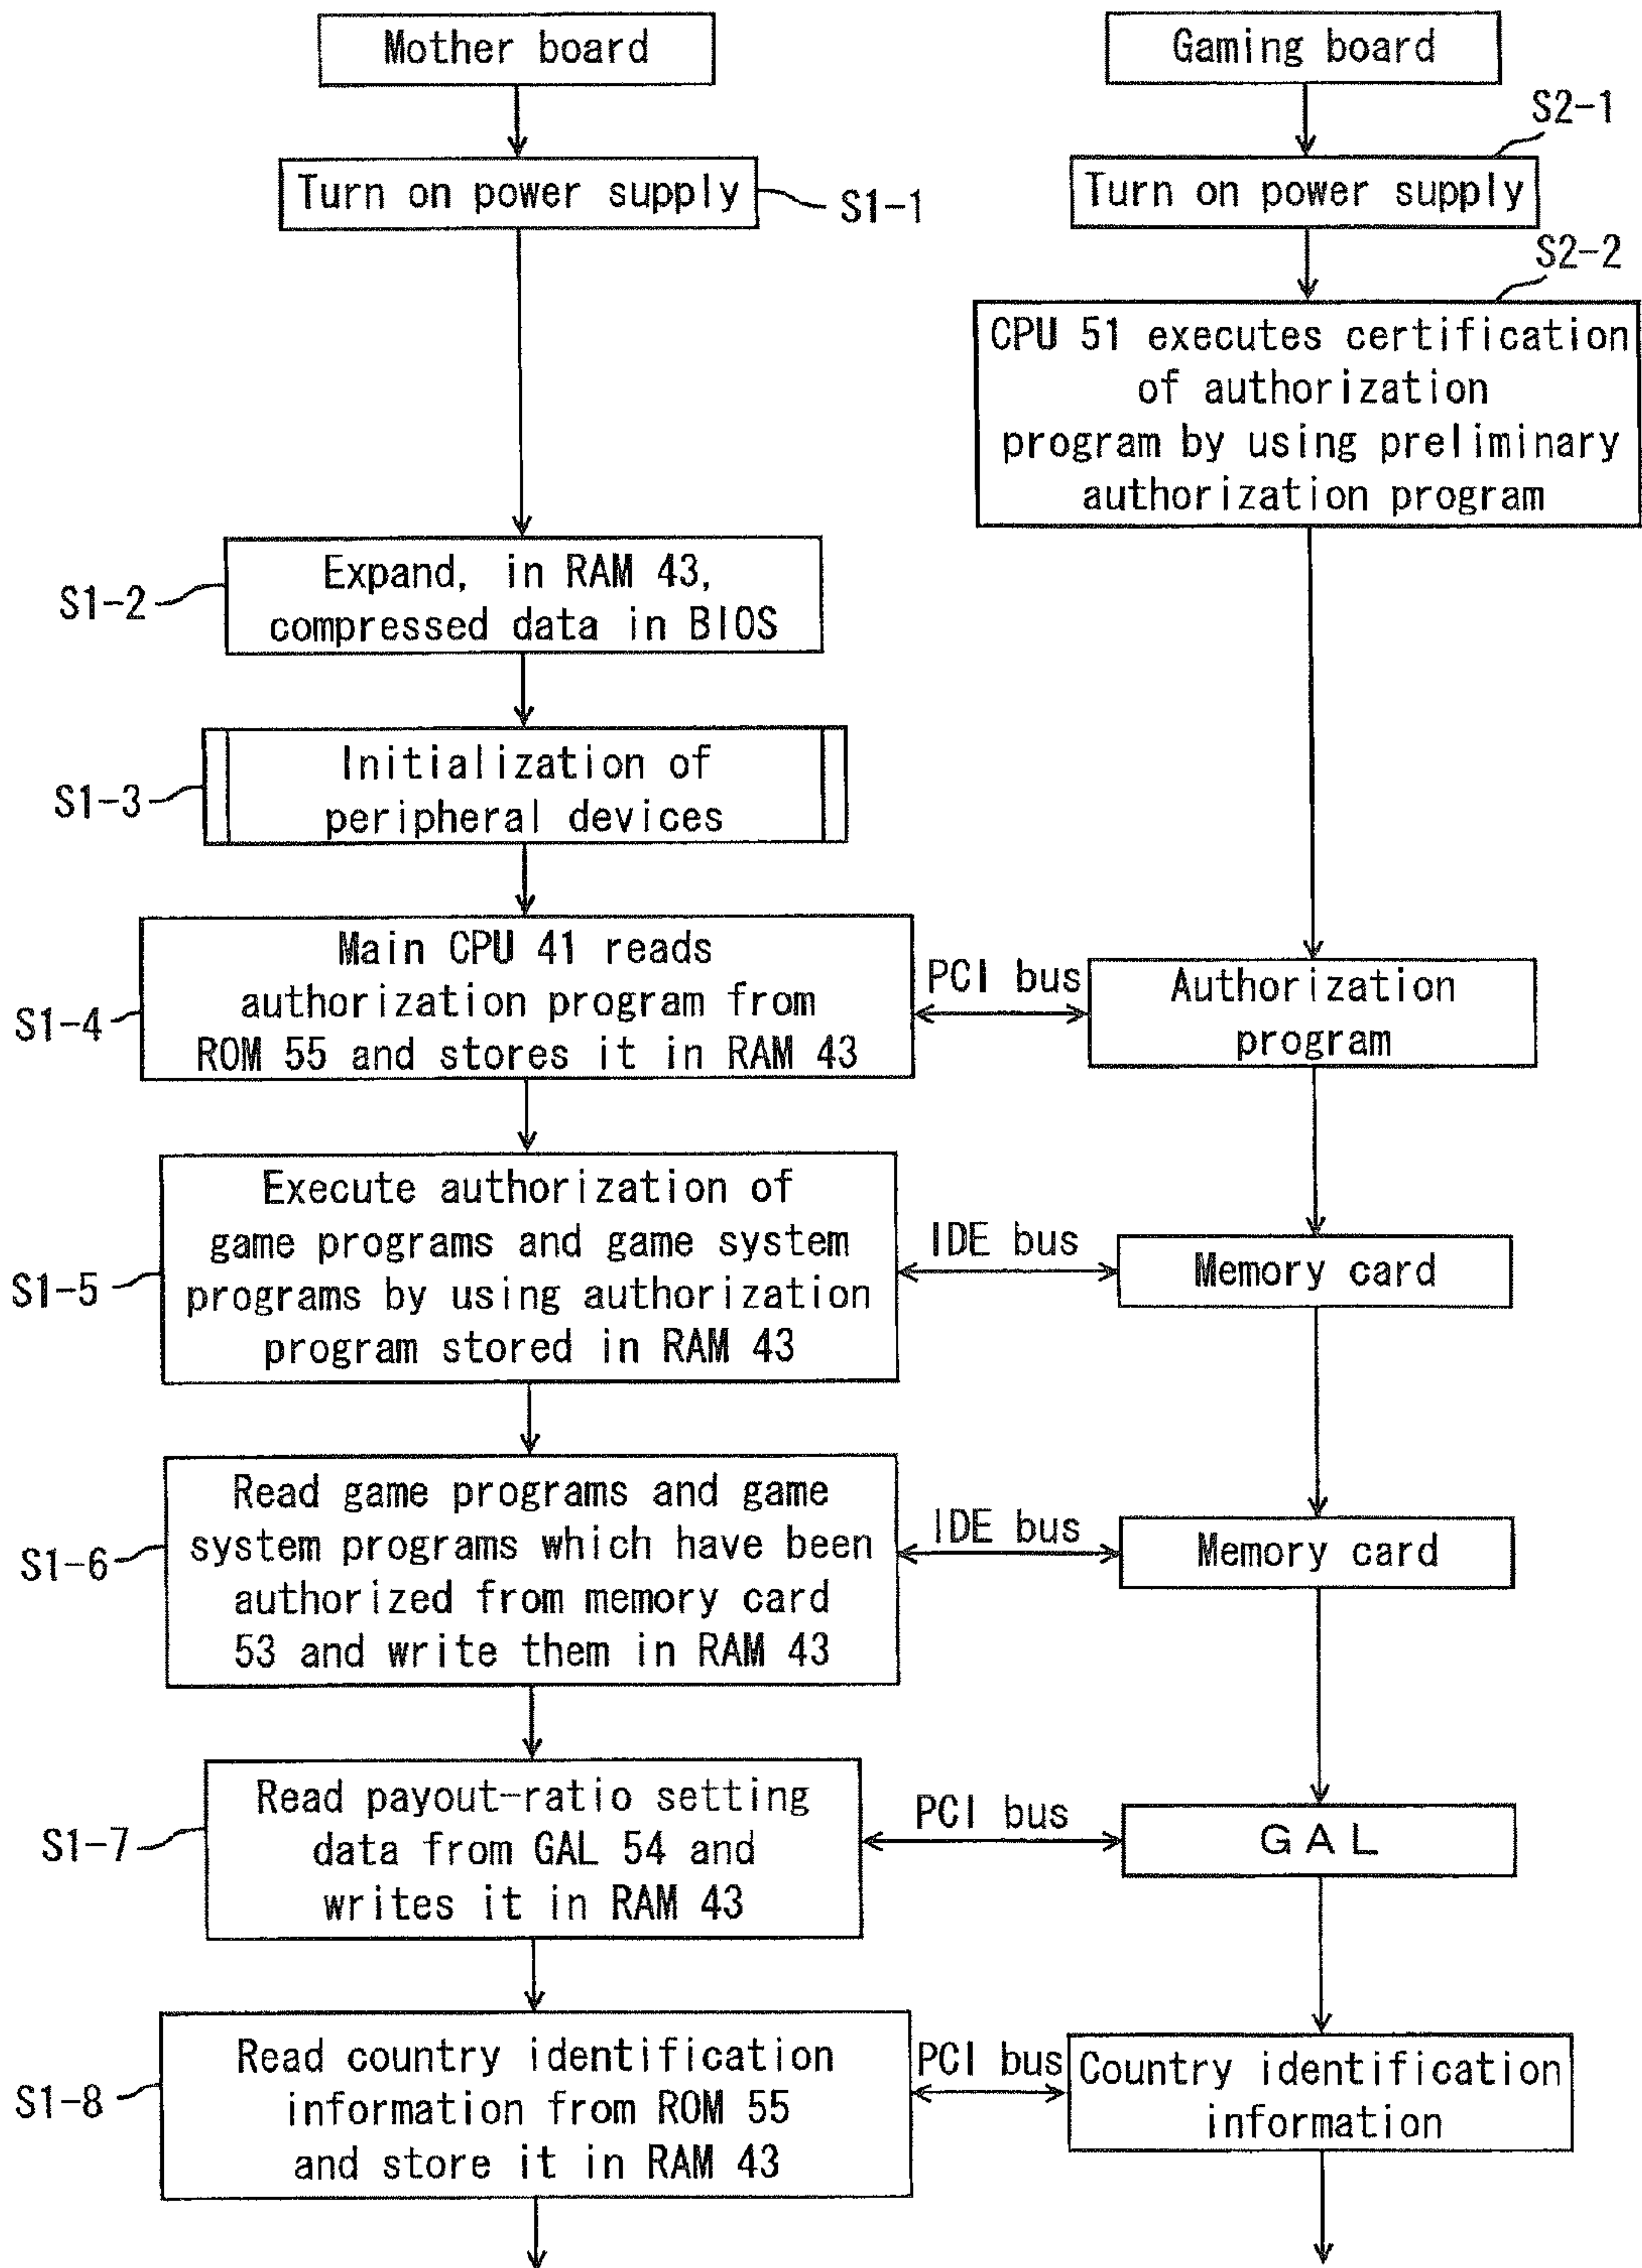 Mother board
Gaming board
S2-1
Turn on power supply
S1-1
Turn on power supply
S2-2
CPU 51 executes certification
of authorization
program by using preliminary
authorization program
S1-2
Expand, in RAM 43,
compressed data in BIOS
S1-3
Initialization of
peripheral devices
S1-4
Main CPU 41 reads
authorization program from
ROM 55 and stores it in RAM 43
PCI bus
Authorization
program
S1-5
Execute authorization of
game programs and game system
programs by using authorization
program stored in RAM 43
IDE bus
Memory card
S1-6
Read game programs and game
system programs which have been
authorized from memory card
53 and write them in RAM 43
IDE bus
Memory card
S1-7
Read payout-ratio setting
data from GAL 54 and
writes it in RAM 43
PCI bus
GAL
S1-8
Read country identification
information from ROM 55
and store it in RAM 43
PCI bus
Country identification
information